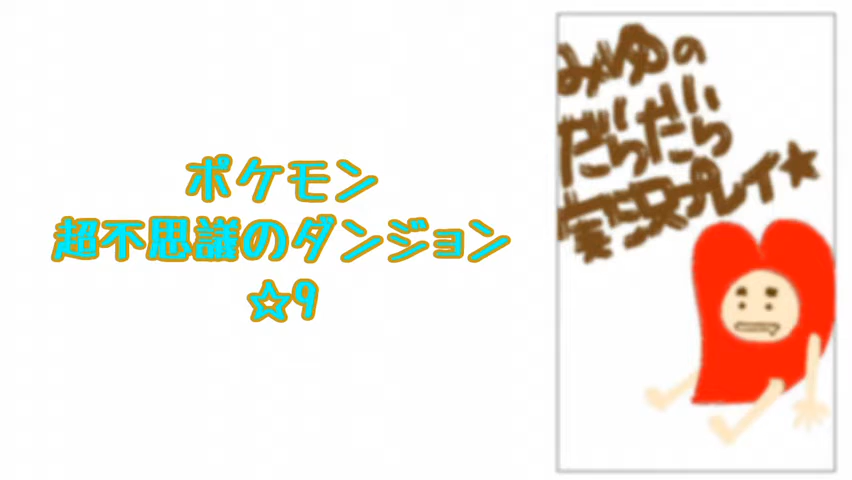 ポケモン
超不思議のダンジョン
☆9
みゆの
だらだら
実況プレイ★